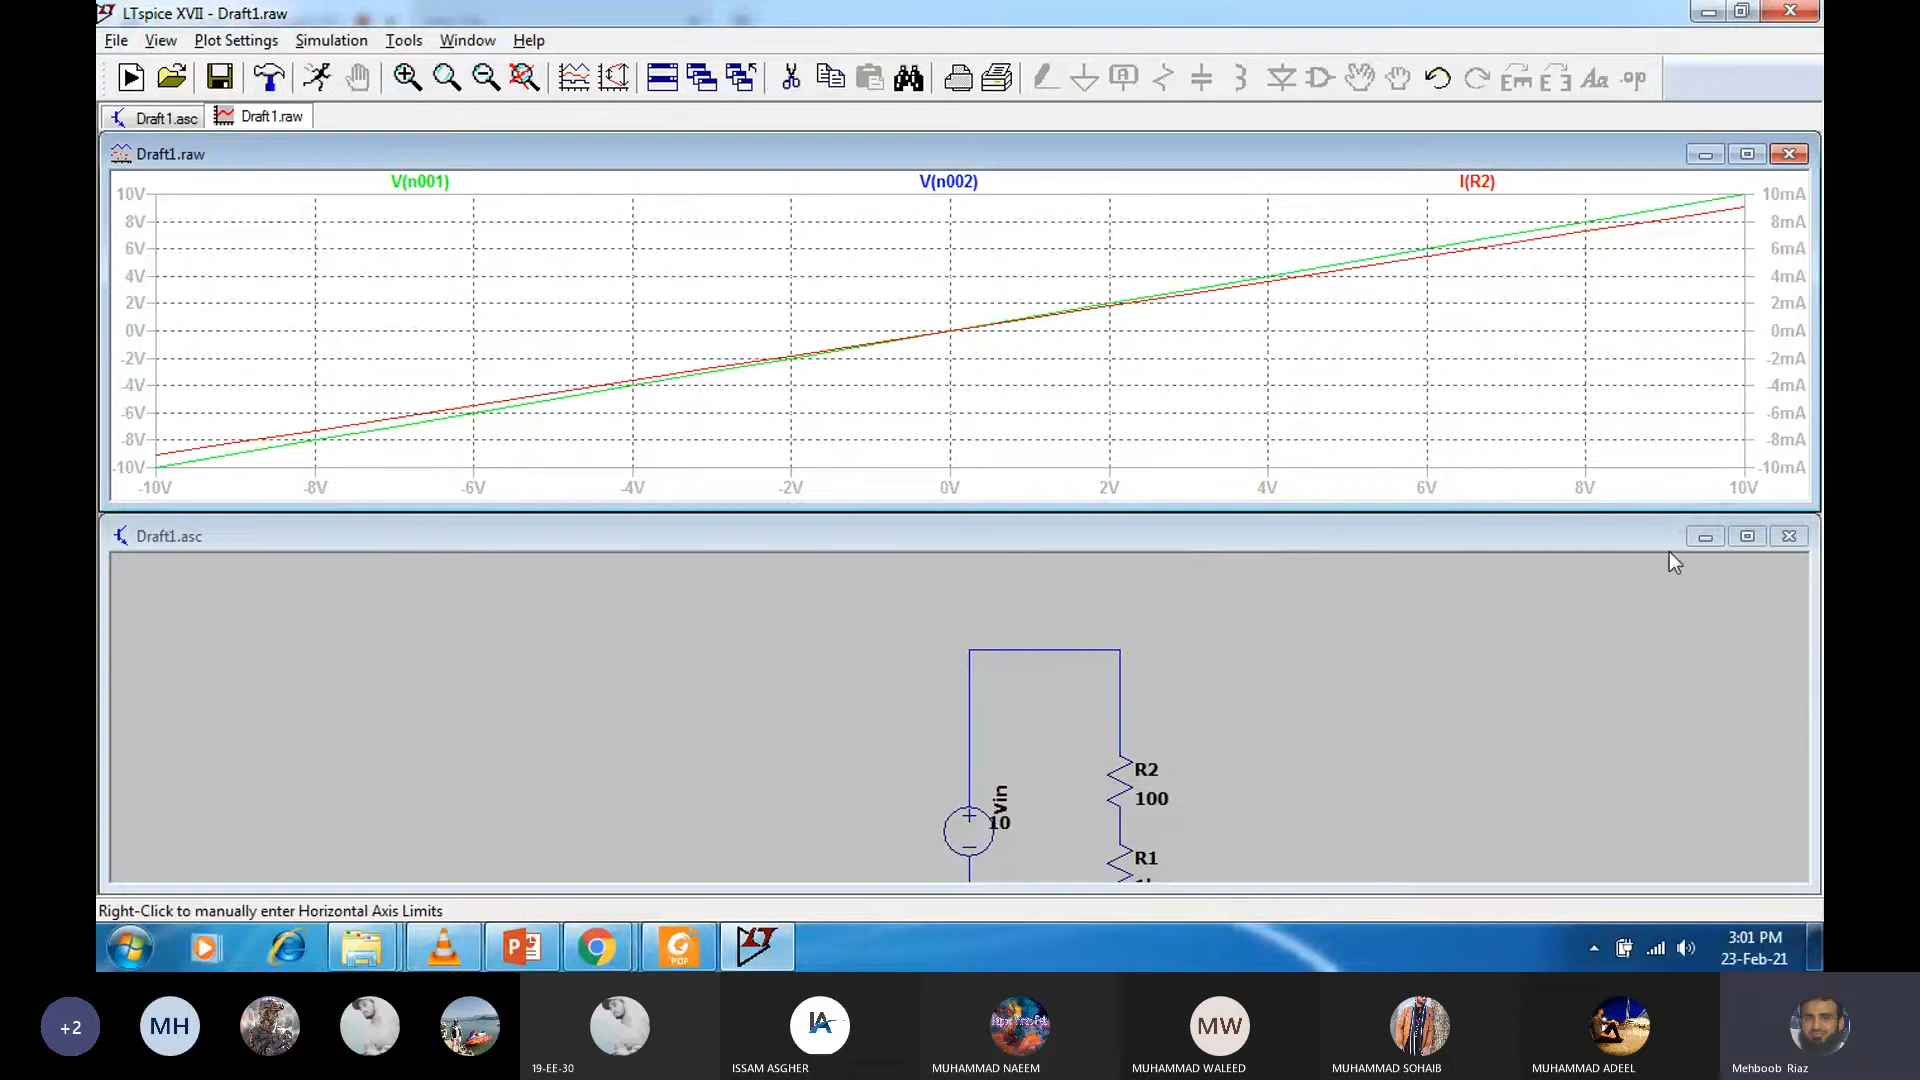 LTspice XVII - Draft1.raw
File View Plot Settings Simulation Tools Window Help
Draft1.asc Draft1.raw
Draft1.raw
V(n001) V(n002) I(R2)
10V 10mA
8V 8mA
6V 6mA
4V 4mA
2V 2mA
0V 0mA
-2V -2mA
-4V -4mA
-6V -6mA
-8V -8mA
-10V -10mA
-10V -8V -6V -4V -2V 0V 2V 4V 6V 8V 10V
Draft1.asc
R2
100
Vin
10
R1
Right-Click to manually enter Horizontal Axis Limits
3:01 PM
23-Feb-21
+2 MH IA MW
19-EE-30 ISSAM ASGHER MUHAMMAD NAEEM MUHAMMAD WALEED MUHAMMAD SOHAIB MUHAMMAD ADEEL Mehboob Riaz